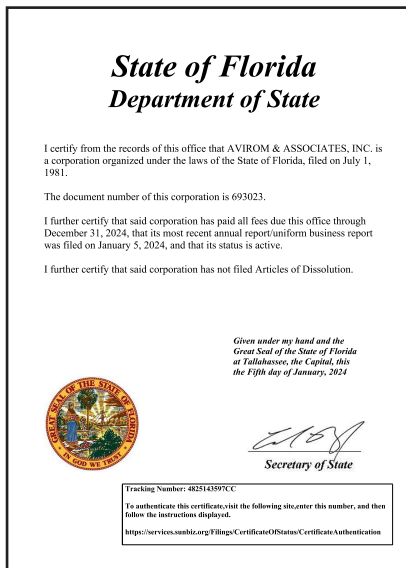 State of Florida
Department of State
I certify from the records of this office that AVIROM & ASSOCIATES, INC. is
a corporation organized under the laws of the State of Florida, filed on July 1,
1981.
The document number of this corporation is 693023.
I further certify that said corporation has paid all fees due this office through
December 31, 2024, that its most recent annual report/uniform business report
was filed on January 5, 2024, and that its status is active.
I further certify that said corporation has not filed Articles of Dissolution.
Given under my hand and the
Great Seal of the State of Florida
at Tallahassee, the Capital, this
the Fifth day of January, 2024
GREAT SEAL OF THE STATE OF FLORIDA
IN GOD WE TRUST
Secretary of State
Tracking Number: 4825143597CC
To authenticate this certificate,visit the following site,enter this number, and then
follow the instructions displayed.
https://services.sunbiz.org/Filings/CertificateOfStatus/CertificateAuthentication